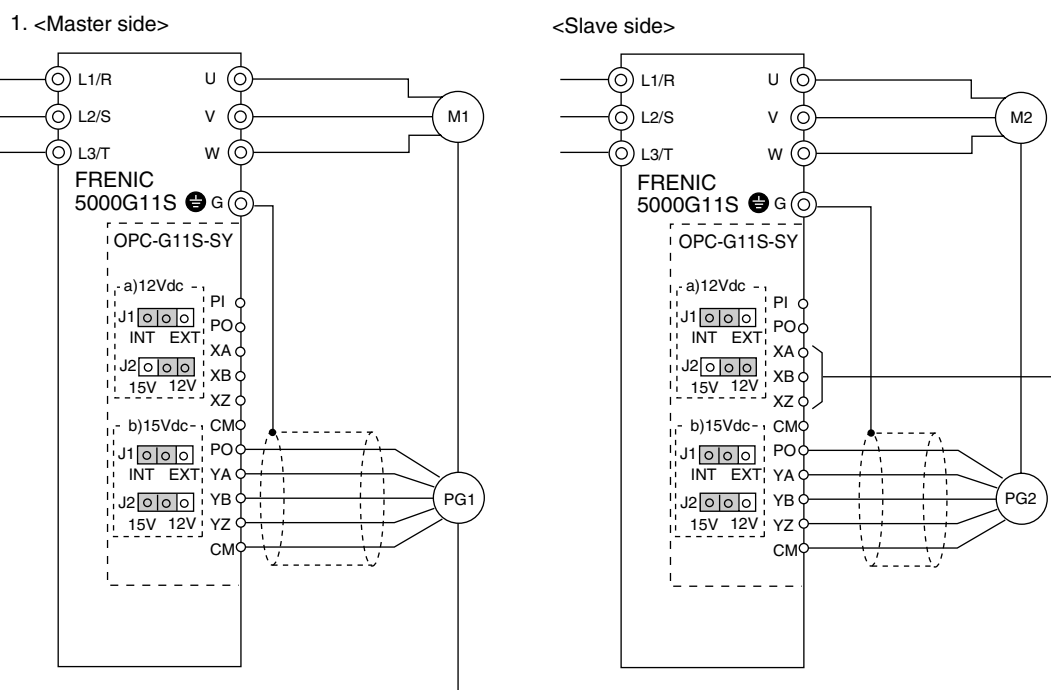 1. <Master side>
L1/R
L2/S
L3/T
U
V
W
M1
FRENIC
5000G11S G
OPC-G11S-SY
a)12Vdc
J1
INT EXT
J2
15V 12V
b)15Vdc
J1
INT EXT
J2
15V 12V
PI
PO
XA
XB
XZ
CM
PO
YA
YB
YZ
CM
PG1
<Slave side>
L1/R
L2/S
L3/T
U
V
W
M2
FRENIC
5000G11S G
OPC-G11S-SY
a)12Vdc
J1
INT EXT
J2
15V 12V
b)15Vdc
J1
INT EXT
J2
15V 12V
PI
PO
XA
XB
XZ
CM
PO
YA
YB
YZ
CM
PG2